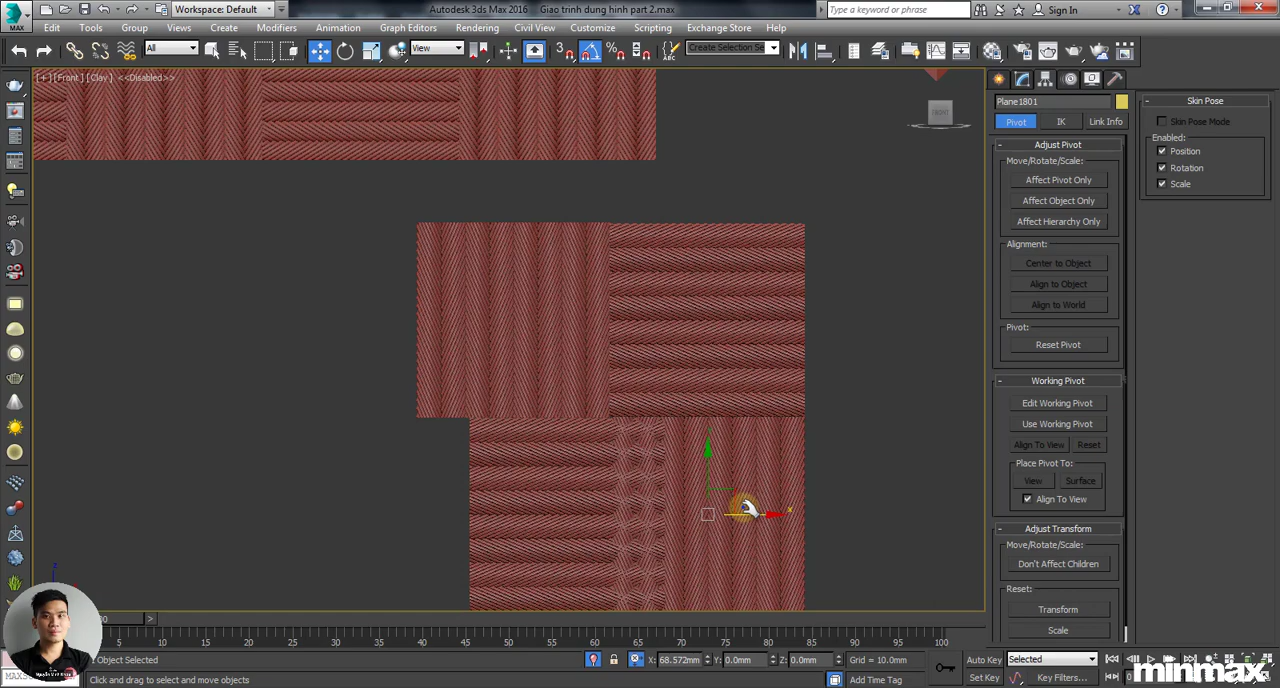 MAX
Workspace: Default
Autodesk 3ds Max 2016
Giao trinh dung hinh part 2.max
Type a keyword or phrase
Sign In
Edit
Tools
Group
Views
Create
Modifiers
Animation
Graph Editors
Rendering
Civil View
Customize
Scripting
Exchange Store
Help
All
View
Create Selection Se
[+] [Front] [Clay] <<Disabled>>
FRONT
Plane1801
Pivot
IK
Link Info
Adjust Pivot
Move/Rotate/Scale:
Affect Pivot Only
Affect Object Only
Affect Hierarchy Only
Alignment:
Center to Object
Align to Object
Align to World
Pivot:
Reset Pivot
Working Pivot
Edit Working Pivot
Use Working Pivot
Align To View
Reset
Place Pivot To:
View
Surface
Align To View
Adjust Transform
Move/Rotate/Scale:
Don't Affect Children
Reset:
Transform
Scale
Skin Pose
Skin Pose Mode
Enabled:
Position
Rotation
Scale
x
z
5 10 15 20 25 30 35 40 45 50 55 60 65 70 75 80 85 90 95 100
Object Selected
X: 68.572mm
Y: 0.0mm
Z: 0.0mm
Grid = 10.0mm
Auto Key
Selected
Click and drag to select and move objects
Add Time Tag
Set Key
Key Filters...
minmax